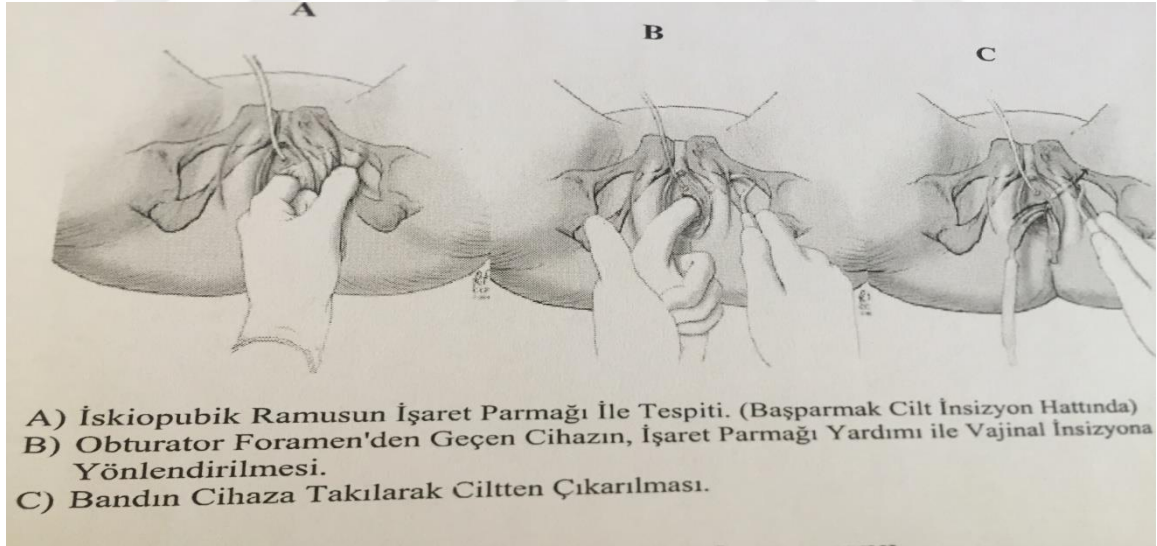 A
B
C
A) İskiopubik Ramusun İşaret Parmağı İle Tespiti. (Başparmak Cilt İnsizyon Hattında)
B) Obturator Foramen'den Geçen Cihazın, İşaret Parmağı Yardımı ile Vajinal İnsizyona
Yönlendirilmesi.
C) Bandın Cihaza Takılarak Ciltten Çıkarılması.